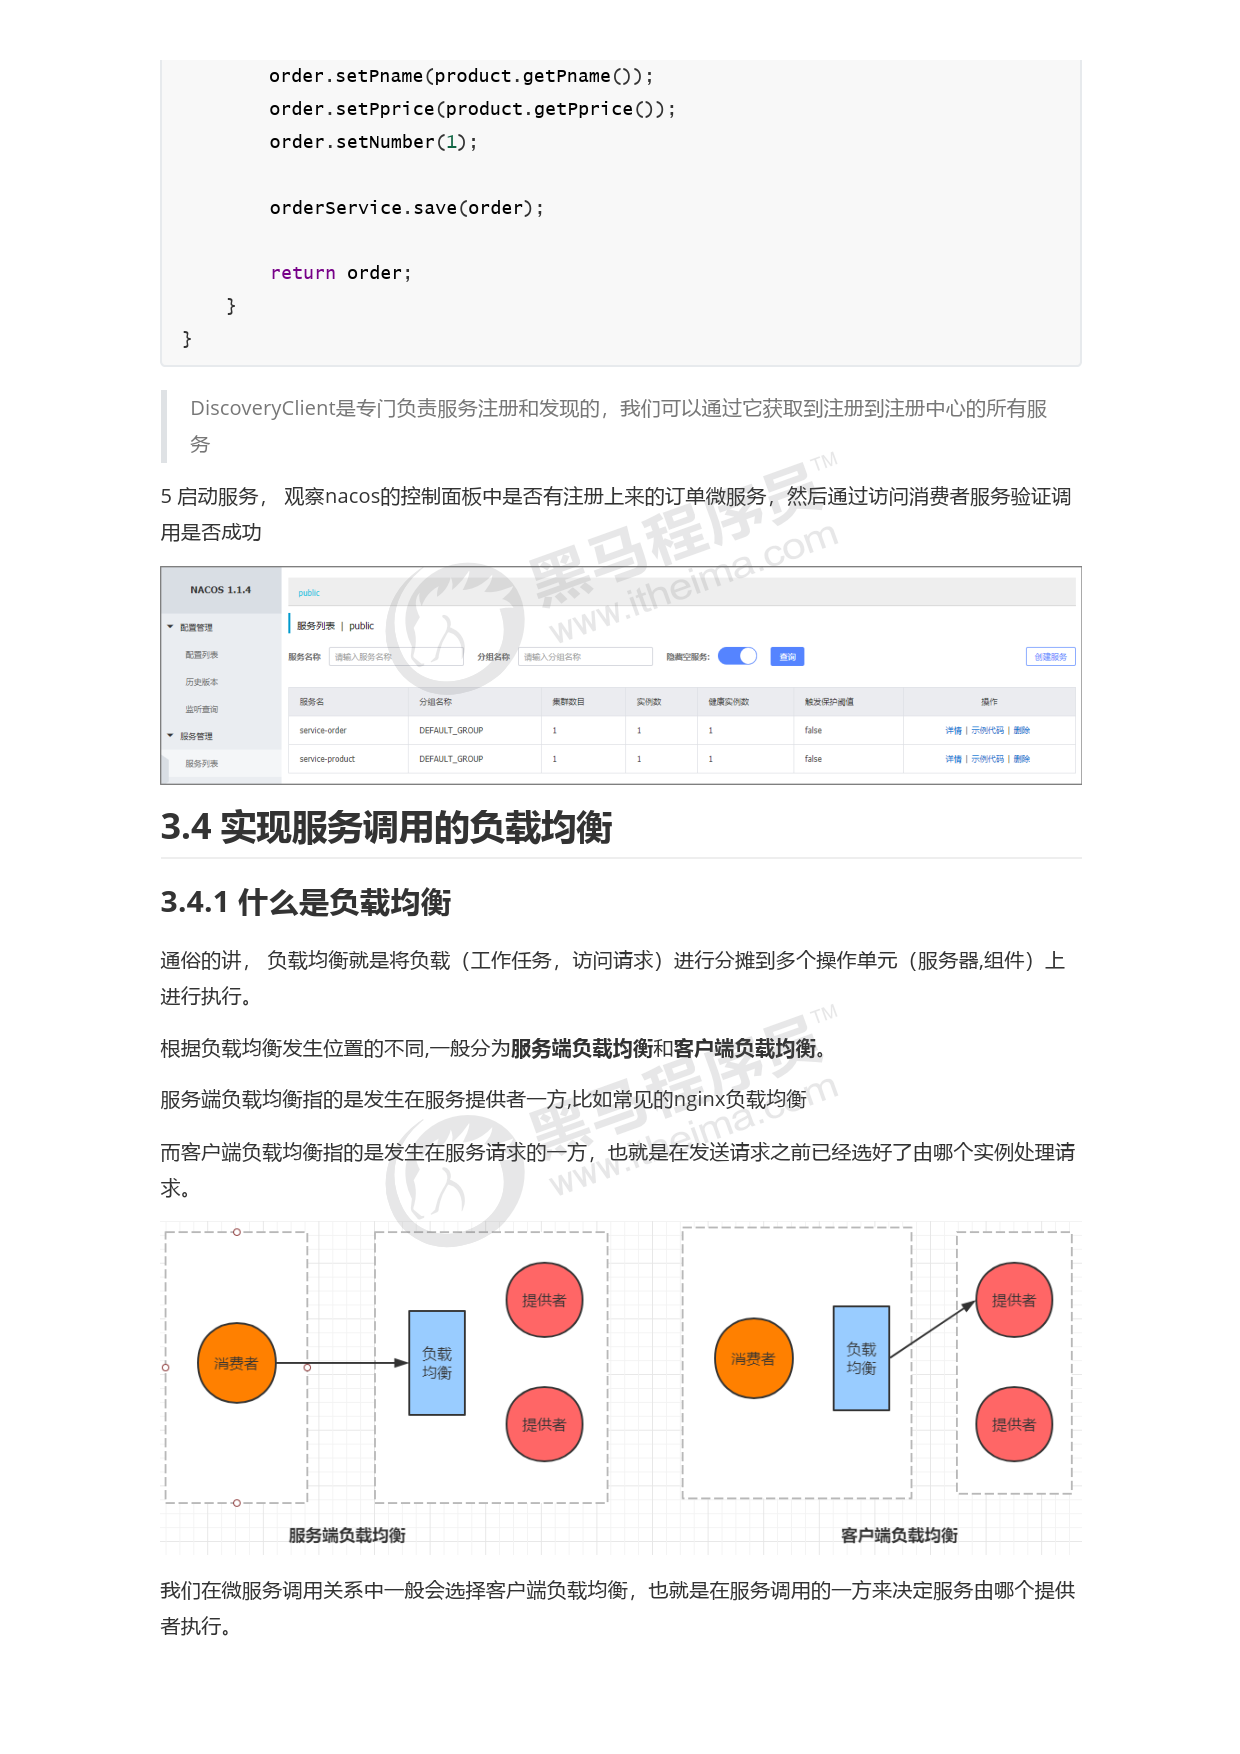 order.setPname(product.getPname());
order.setPprice(product.getPprice());
order.setNumber(1);
orderService.save(order);
return order;
}
}
DiscoveryClient是专门负责服务注册和发现的，我们可以通过它获取到注册到注册中心的所有服
务
5 启动服务， 观察nacos的控制面板中是否有注册上来的订单微服务，然后通过访问消费者服务验证调
用是否成功
黑马程序员™
www.itheima.com
NACOS 1.1.4
public
配置管理
服务列表 | public
配置列表
服务名称 请输入服务名称 分组名称 请输入分组名称 隐藏空服务: 查询 创建服务
历史版本
监听查询
服务名 分组名称 集群数目 实例数 健康实例数 触发保护阈值 操作
服务管理
service-order DEFAULT_GROUP 1 1 1 false 详情 | 示例代码 | 删除
服务列表
service-product DEFAULT_GROUP 1 1 1 false 详情 | 示例代码 | 删除
3.4 实现服务调用的负载均衡
3.4.1 什么是负载均衡
通俗的讲， 负载均衡就是将负载（工作任务，访问请求）进行分摊到多个操作单元（服务器,组件）上
进行执行。
根据负载均衡发生位置的不同,一般分为服务端负载均衡和客户端负载均衡。
服务端负载均衡指的是发生在服务提供者一方,比如常见的nginx负载均衡
而客户端负载均衡指的是发生在服务请求的一方，也就是在发送请求之前已经选好了由哪个实例处理请
求。
黑马程序员™
www.itheima.com
消费者
负载
均衡
提供者
提供者
服务端负载均衡
消费者
负载
均衡
提供者
提供者
客户端负载均衡
我们在微服务调用关系中一般会选择客户端负载均衡，也就是在服务调用的一方来决定服务由哪个提供
者执行。